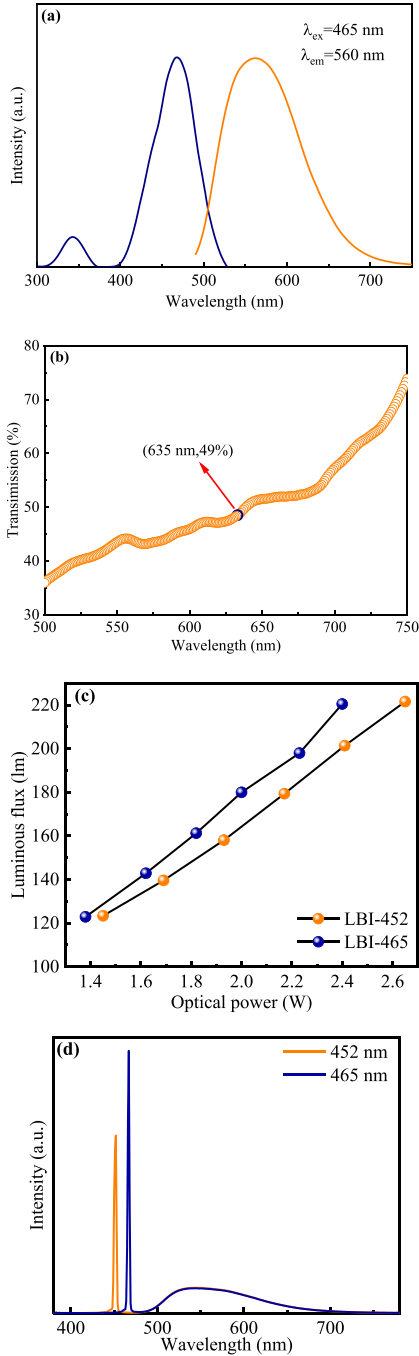 (a)
λex=465 nm
λem=560 nm
Intensity (a.u.)
300 400 500 600 700
Wavelength (nm)
(b)
80
70
60
50
40
30
Transimission (%)
(635 nm,49%)
500 550 600 650 700 750
Wavelength (nm)
(c)
220
200
180
160
140
120
100
Luminous flux (lm)
LBI-452
LBI-465
1.4 1.6 1.8 2.0 2.2 2.4 2.6
Optical power (W)
(d)
452 nm
465 nm
Intensity (a.u.)
400 500 600 700
Wavelength (nm)